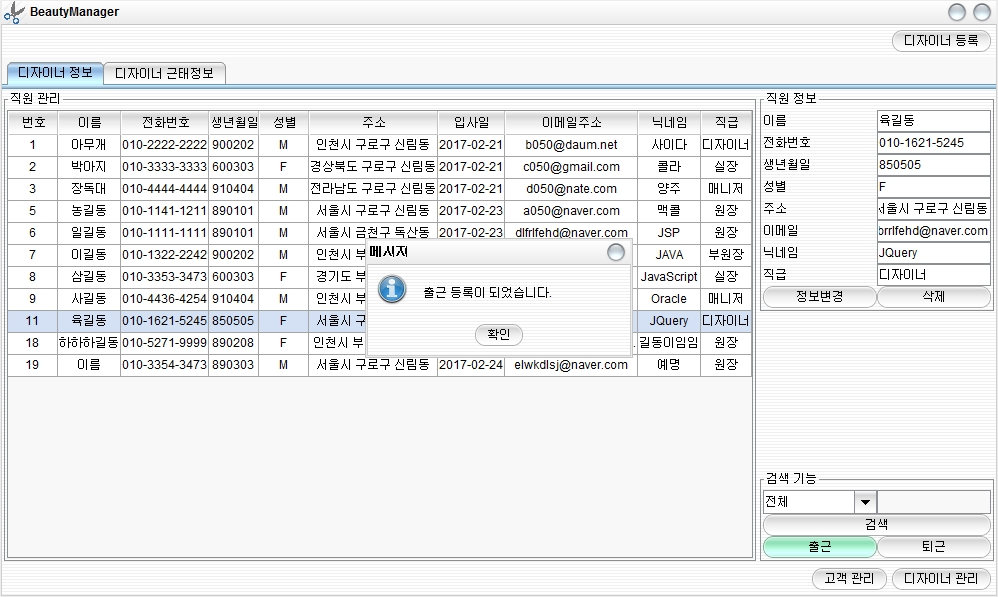 BeautyManager
디자이너 등록
디자이너 정보 디자이너 근태정보
직원 관리
번호 이름 전화번호 생년월일 성별 주소 입사일 이메일주소 닉네임 직급
1 아무개 010-2222-2222 900202 M 인천시 구로구 신림동 2017-02-21 b050@daum.net 사이다 디자이너
2 박아지 010-3333-3333 600303 F 경상북도 구로구 신림동 2017-02-21 c050@gmail.com 콜라 실장
3 장독대 010-4444-4444 910404 M 전라남도 구로구 신림동 2017-02-21 d050@nate.com 양주 매니저
5 농길동 010-1141-1211 890101 M 서울시 구로구 신림동 2017-02-23 a050@naver.com 맥콜 원장
6 일길동 010-1111-1111 890101 M 서울시 금천구 독산동 2017-02-23 dlfrlfehd@naver.com JSP 원장
7 이길동 010-1322-2242 900202 M 인천시 부 JAVA 부원장
8 삼길동 010-3353-3473 600303 F 경기도 부 JavaScript 실장
9 사길동 010-4436-4254 910404 M 인천시 부 Oracle 매니저
11 육길동 010-1621-5245 850505 F 서울시 구 JQuery 디자이너
18 하하하길동 010-5271-9999 890208 F 인천시 부 길동이임임 원장
19 이름 010-3354-3473 890303 M 서울시 구로구 신림동 2017-02-24 elwkdlsj@naver.com 예명 원장
메시지
출근 등록이 되었습니다.
확인
직원 정보
이름 육길동
전화번호 010-1621-5245
생년월일 850505
성별 F
주소 서울시 구로구 신림동
이메일 brrlfehd@naver.com
닉네임 JQuery
직급 디자이너
정보변경 삭제
검색 기능
전체
검색
출근 퇴근
고객 관리 디자이너 관리